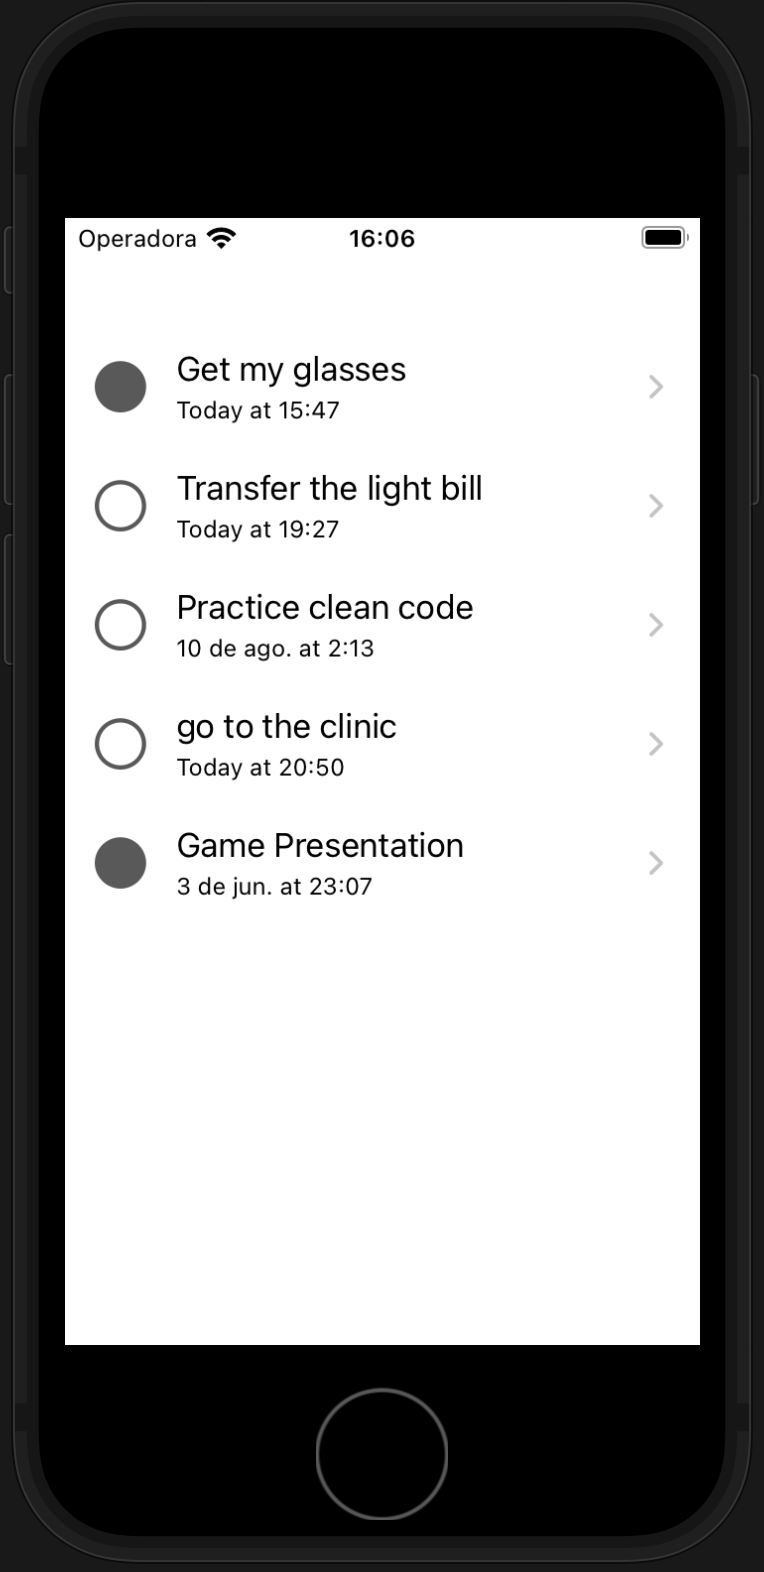 Operadora 16:06
Get my glasses
Today at 15:47
Transfer the light bill
Today at 19:27
Practice clean code
10 de ago. at 2:13
go to the clinic
Today at 20:50
Game Presentation
3 de jun. at 23:07